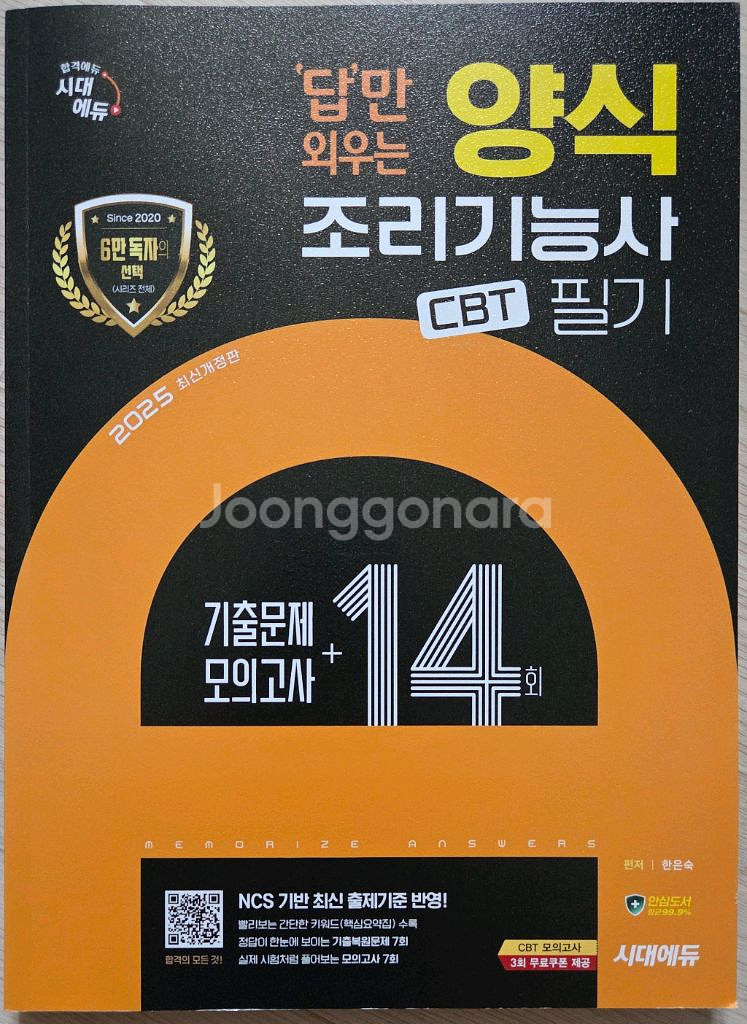 합격에듀
시대
에듀
'답'만
외우는
양식
조리기능사
CBT 필기
Since 2020
6만 독자의
선택
(시리즈 전체)
2025 최신개정판
Joonggonara
기출문제
모의고사
+
14회
MEMORIZE ANSWERS
편저 | 한은숙
NCS 기반 최신 출제기준 반영!
빨리보는 간단한 키워드(핵심요약집) 수록
정답이 한눈에 보이는 기출복원문제 7회
실제 시험처럼 풀어보는 모의고사 7회
합격의 모든 것!
안심도서
항균99.9%
CBT 모의고사
3회 무료쿠폰 제공
시대에듀